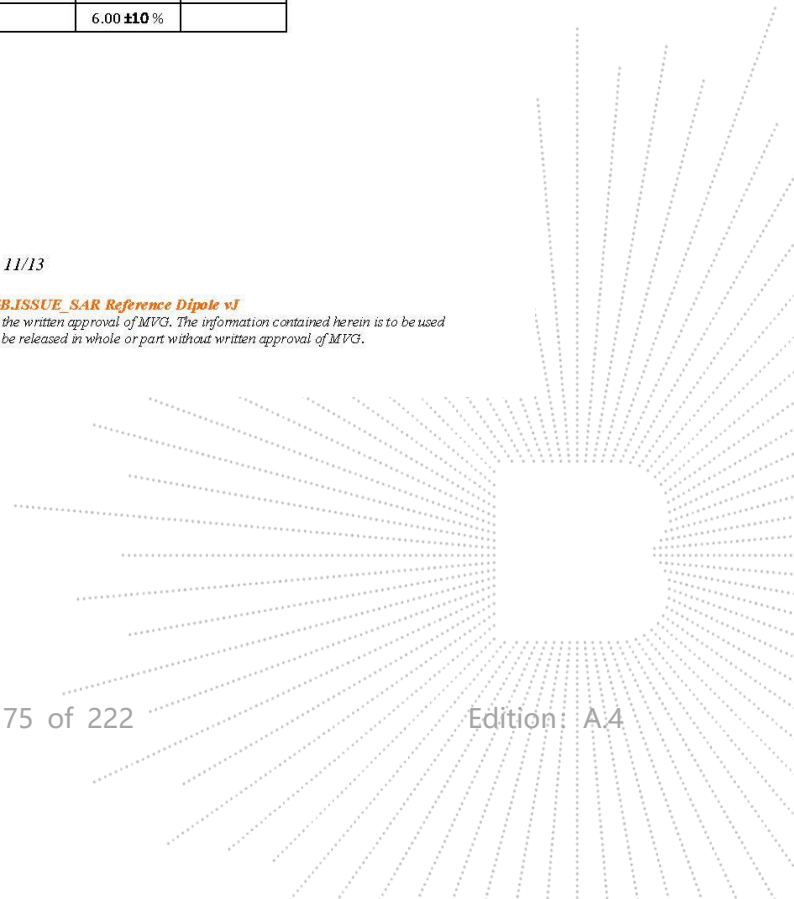 6.00 ±10 %
11/13
B.ISSUE_SAR Reference Dipole vJ
the written approval of MVG. The information contained herein is to be used
be released in whole or part without written approval of MVG.
75 of 222 Edition: A.4